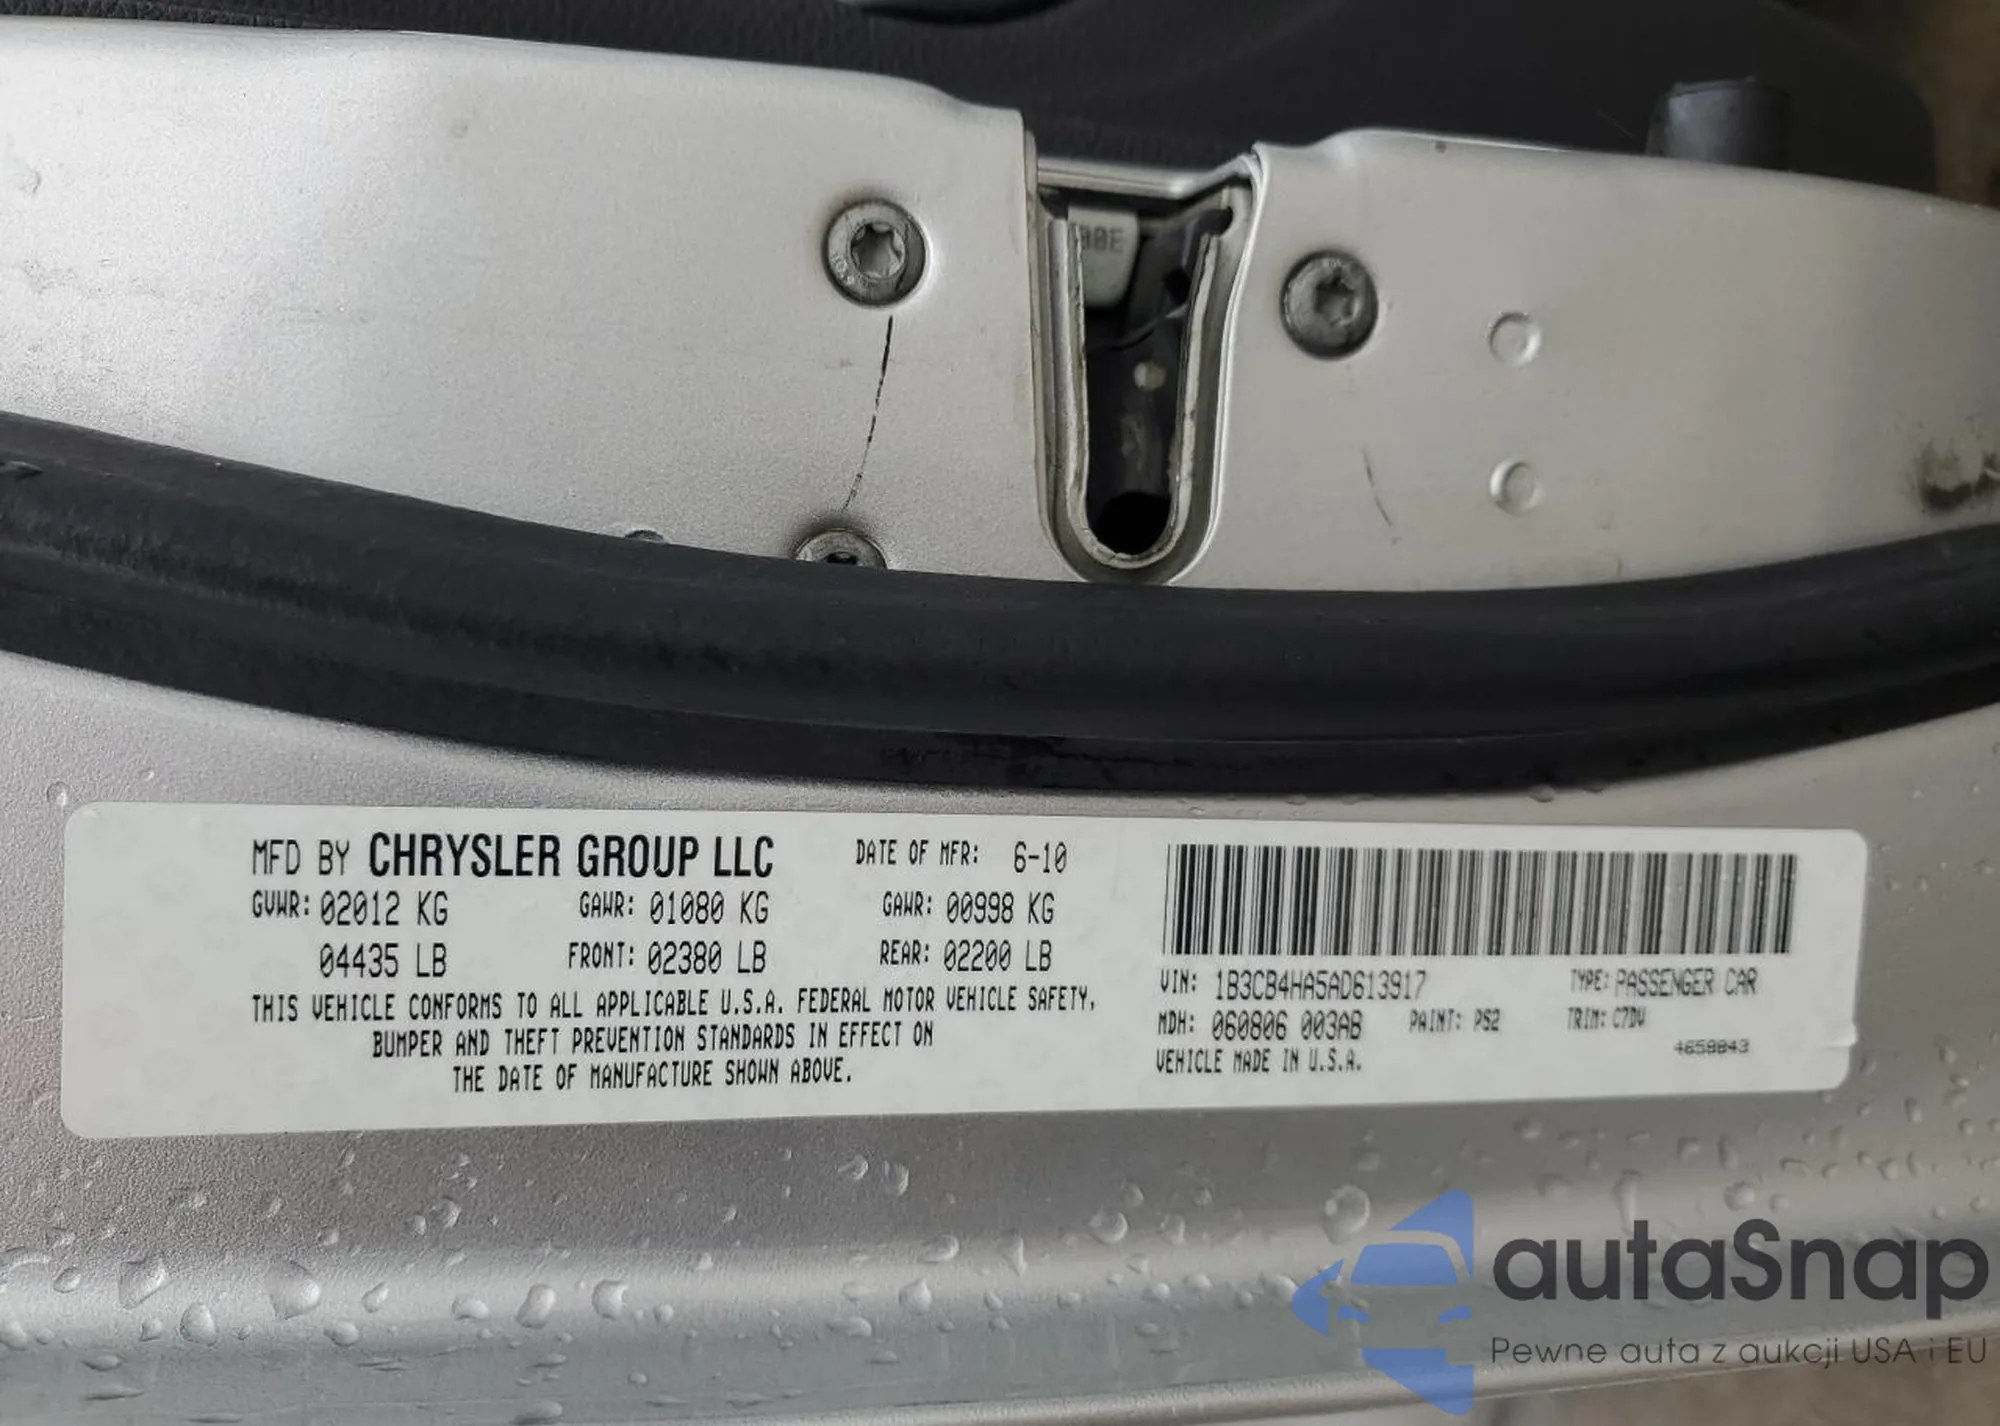 MFD BY CHRYSLER GROUP LLC DATE OF MFR: 6-10
GVWR: 02012 KG GAWR: 01080 KG GAWR: 00998 KG
04435 LB FRONT: 02380 LB REAR: 02200 LB
THIS VEHICLE CONFORMS TO ALL APPLICABLE U.S.A. FEDERAL MOTOR VEHICLE SAFETY,
BUMPER AND THEFT PREVENTION STANDARDS IN EFFECT ON
THE DATE OF MANUFACTURE SHOWN ABOVE.
VIN: 1B3CB4HA5AD613917 TYPE: PASSENGER CAR
MDH: 060806 003AB PAINT: PS2 TRIM: C7DV
VEHICLE MADE IN U.S.A.
4658843
autaSnap
Pewne auta z aukcji USA i EU